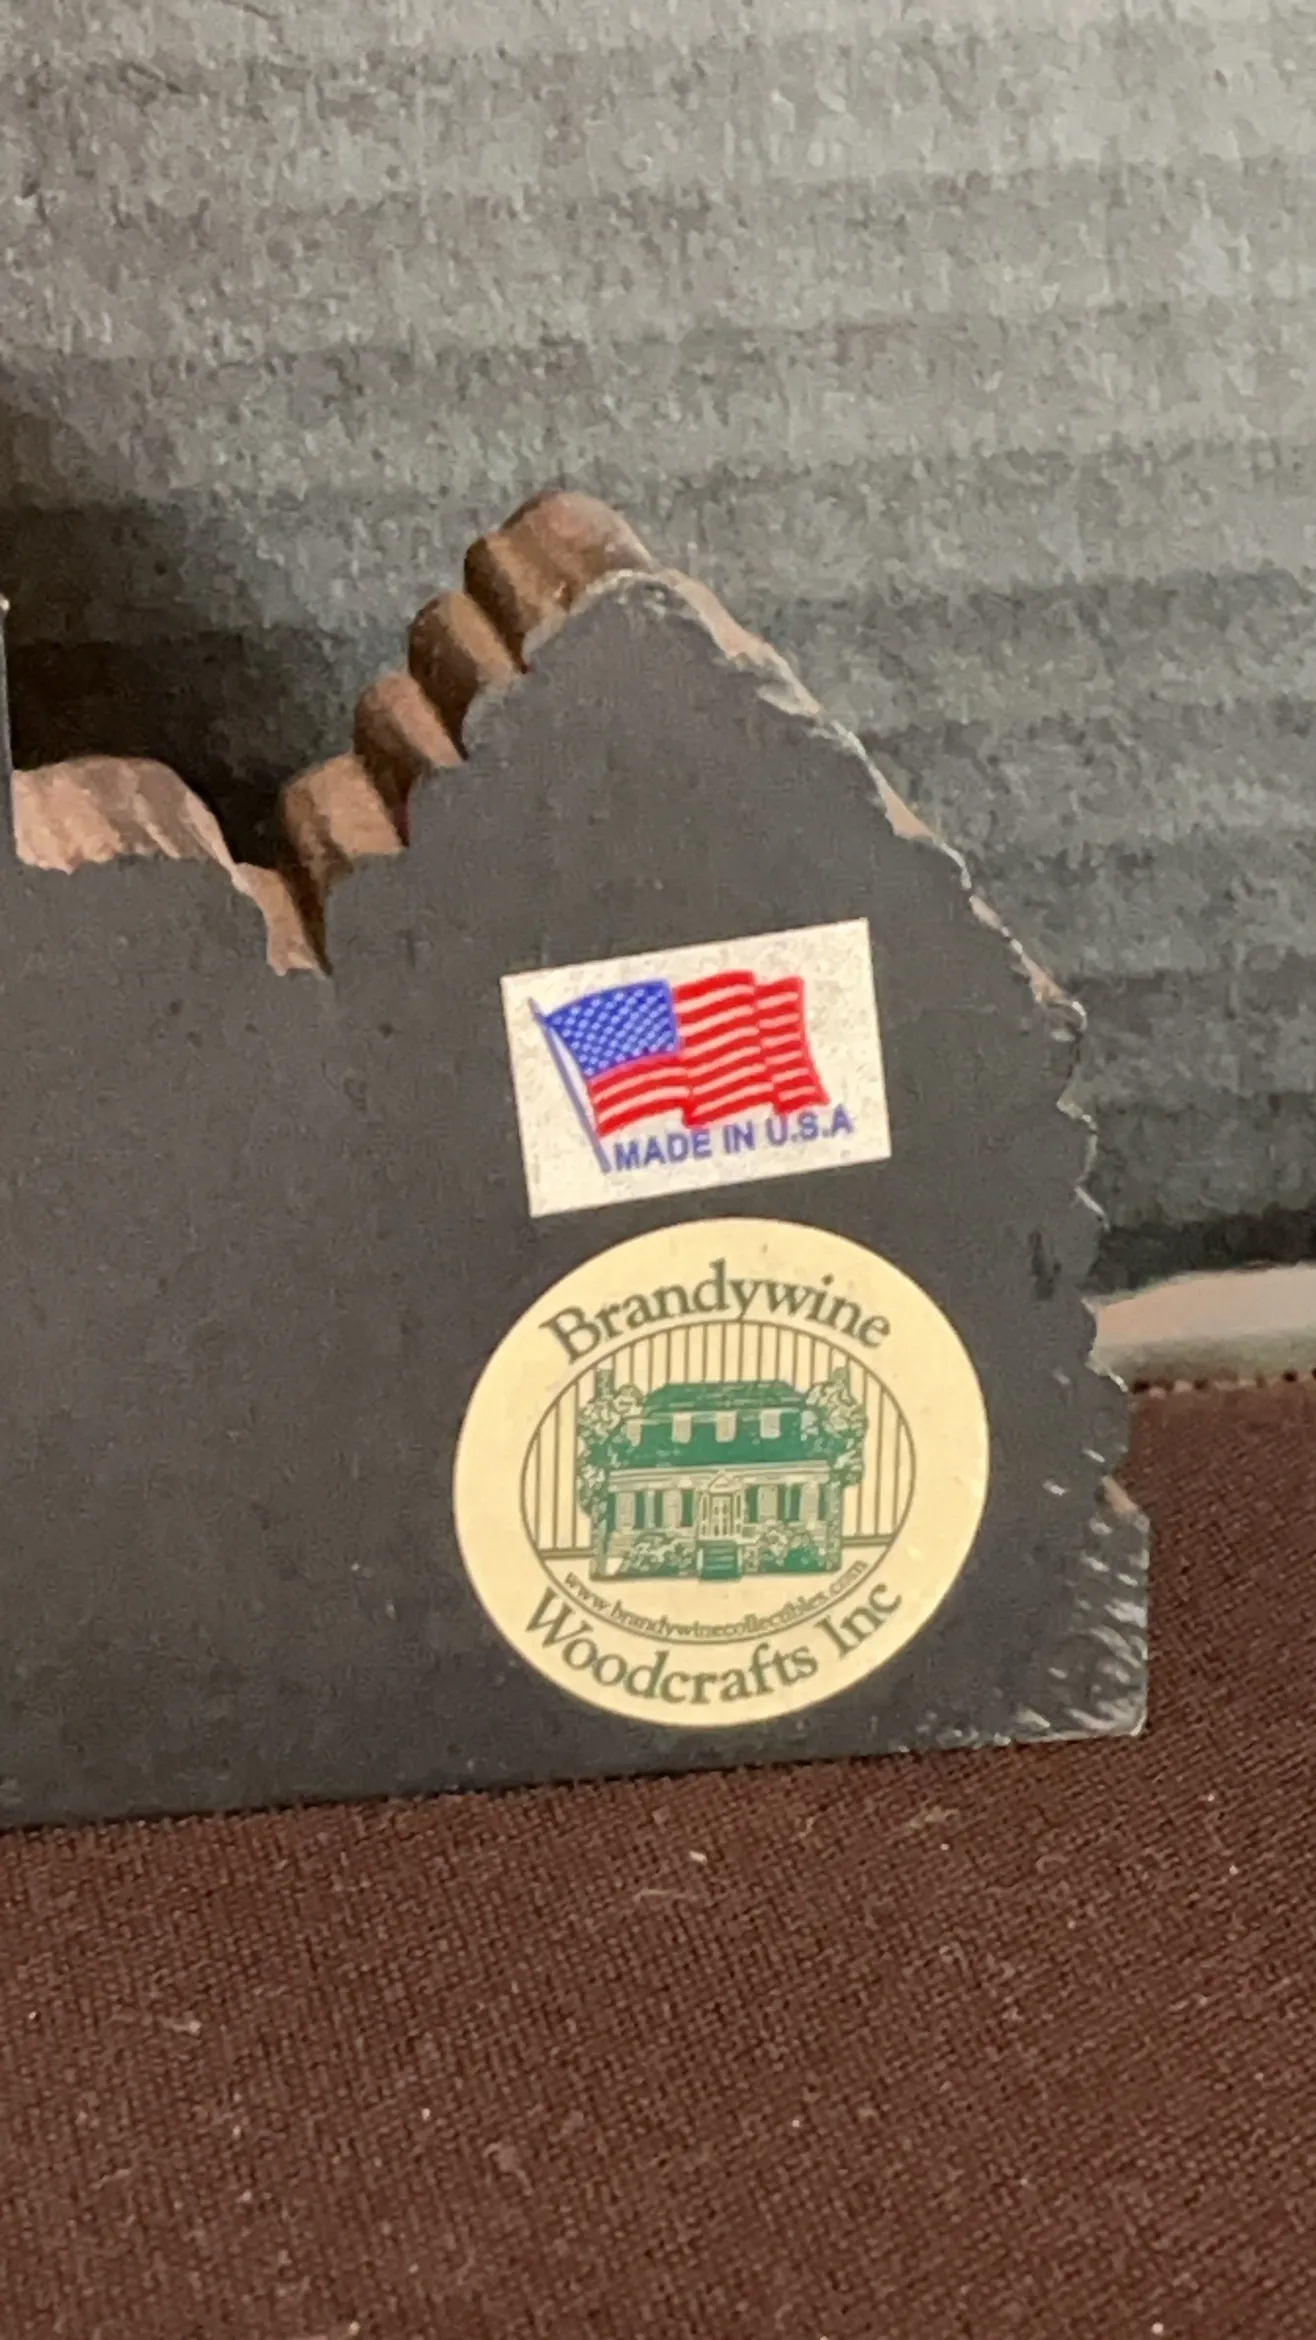 MADE IN U.S.A
Brandywine
www.brandywinecollectibles.com
Woodcrafts Inc